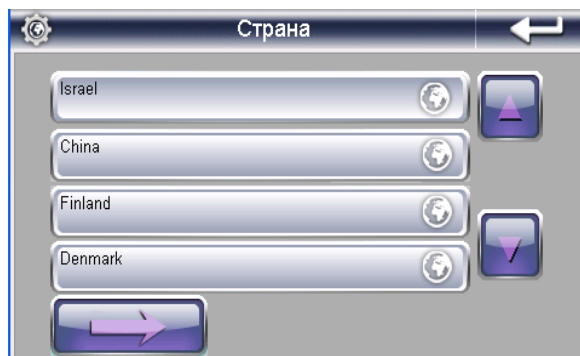 Страна
Israel
China
Finland
Denmark